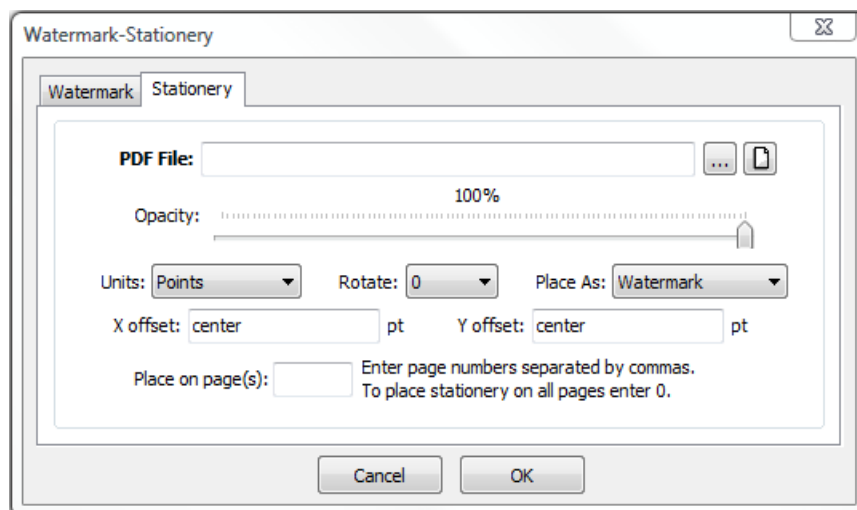 Watermark-Stationery
Watermark Stationery
PDF File: ...
100%
Opacity:
Units: Points Rotate: 0 Place As: Watermark
X offset: center pt Y offset: center pt
Place on page(s): Enter page numbers separated by commas.
To place stationery on all pages enter 0.
Cancel OK